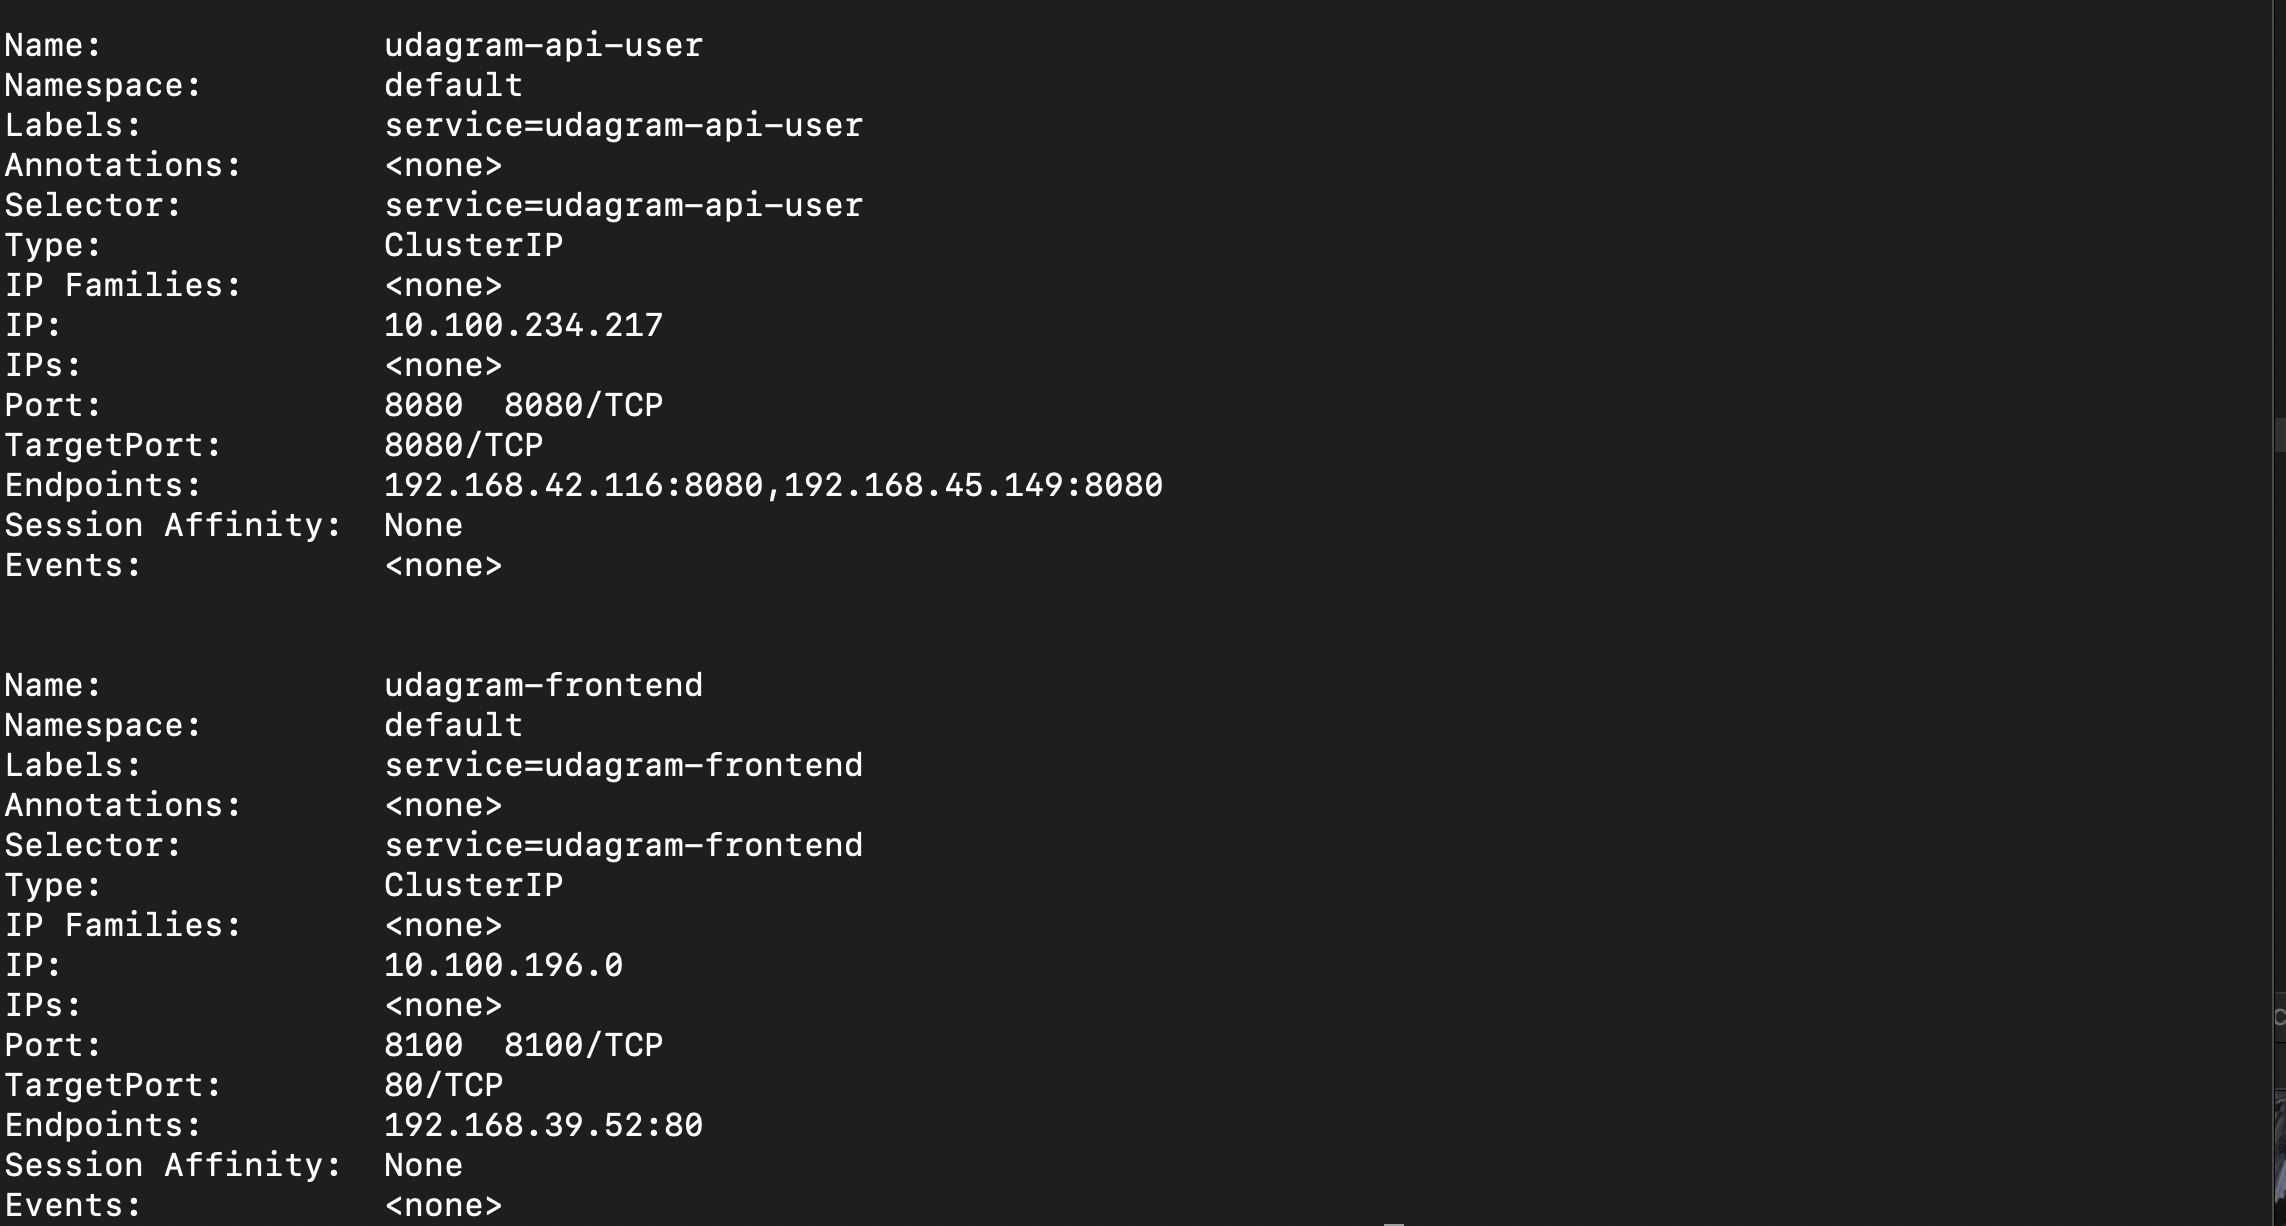 Name: udagram-api-user
Namespace: default
Labels: service=udagram-api-user
Annotations: <none>
Selector: service=udagram-api-user
Type: ClusterIP
IP Families: <none>
IP: 10.100.234.217
IPs: <none>
Port: 8080  8080/TCP
TargetPort: 8080/TCP
Endpoints: 192.168.42.116:8080,192.168.45.149:8080
Session Affinity: None
Events: <none>
Name: udagram-frontend
Namespace: default
Labels: service=udagram-frontend
Annotations: <none>
Selector: service=udagram-frontend
Type: ClusterIP
IP Families: <none>
IP: 10.100.196.0
IPs: <none>
Port: 8100  8100/TCP
TargetPort: 80/TCP
Endpoints: 192.168.39.52:80
Session Affinity: None
Events: <none>